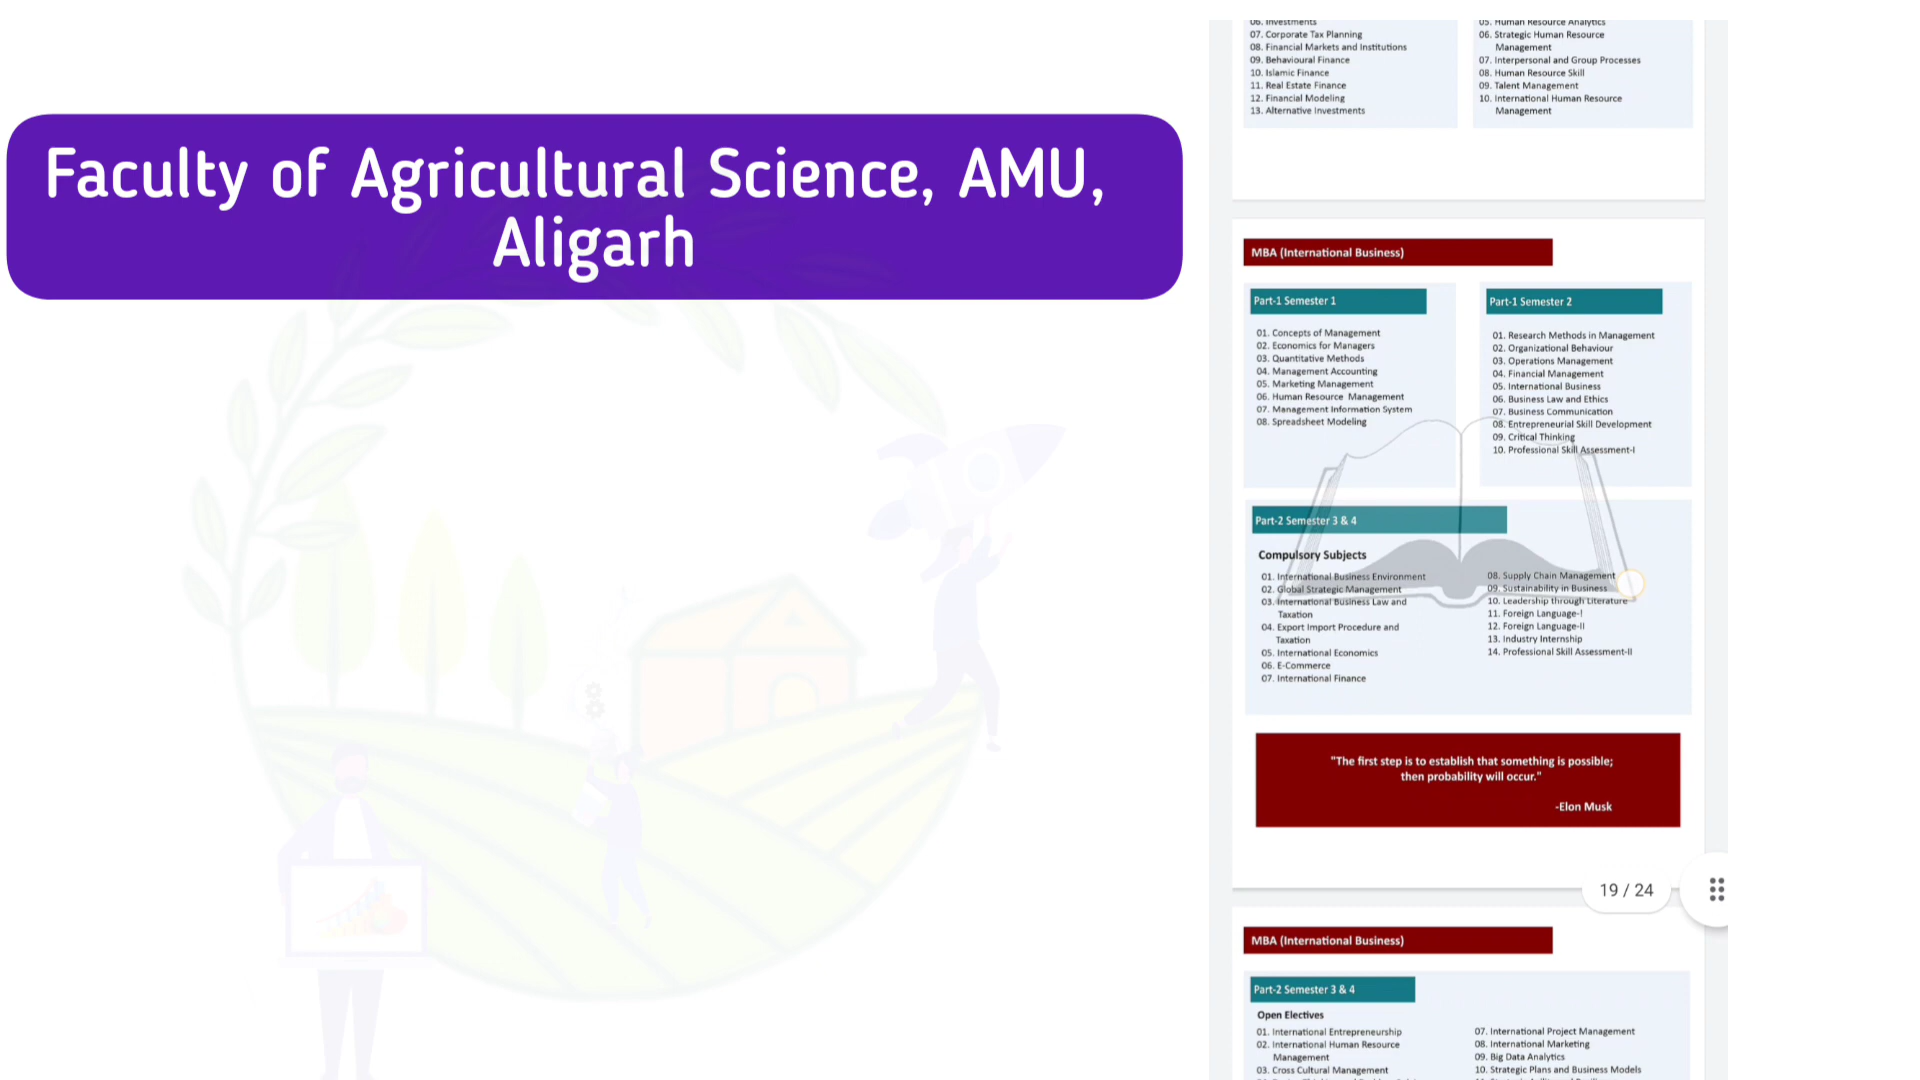 Faculty of Agricultural Science, AMU,
Aligarh
06. Investments
07. Corporate Tax Planning
08. Financial Markets and Institutions
09. Behavioural Finance
10. Islamic Finance
11. Real Estate Finance
12. Financial Modeling
13. Alternative Investments
05. Human Resource Analytics
06. Strategic Human Resource
Management
07. Interpersonal and Group Processes
08. Human Resource Skill
09. Talent Management
10. International Human Resource
Management
MBA (International Business)
Part-1 Semester 1
01. Concepts of Management
02. Economics for Managers
03. Quantitative Methods
04. Management Accounting
05. Marketing Management
06. Human Resource Management
07. Management Information System
08. Spreadsheet Modeling
Part-1 Semester 2
01. Research Methods in Management
02. Organizational Behaviour
03. Operations Management
04. Financial Management
05. International Business
06. Business Law and Ethics
07. Business Communication
08. Entrepreneurial Skill Development
09. Critical Thinking
10. Professional Skill Assessment-I
Part-2 Semester 3 & 4
Compulsory Subjects
01. International Business Environment
02. Global Strategic Management
03. International Business Law and
Taxation
04. Export Import Procedure and
Taxation
05. International Economics
06. E-Commerce
07. International Finance
08. Supply Chain Management
09. Sustainability in Business
10. Leadership through Literature
11. Foreign Language-I
12. Foreign Language-II
13. Industry Internship
14. Professional Skill Assessment-II
"The first step is to establish that something is possible;
then probability will occur."
-Elon Musk
19 / 24
MBA (International Business)
Part-2 Semester 3 & 4
Open Electives
01. International Entrepreneurship
02. International Human Resource
Management
03. Cross Cultural Management
07. International Project Management
08. International Marketing
09. Big Data Analytics
10. Strategic Plans and Business Models